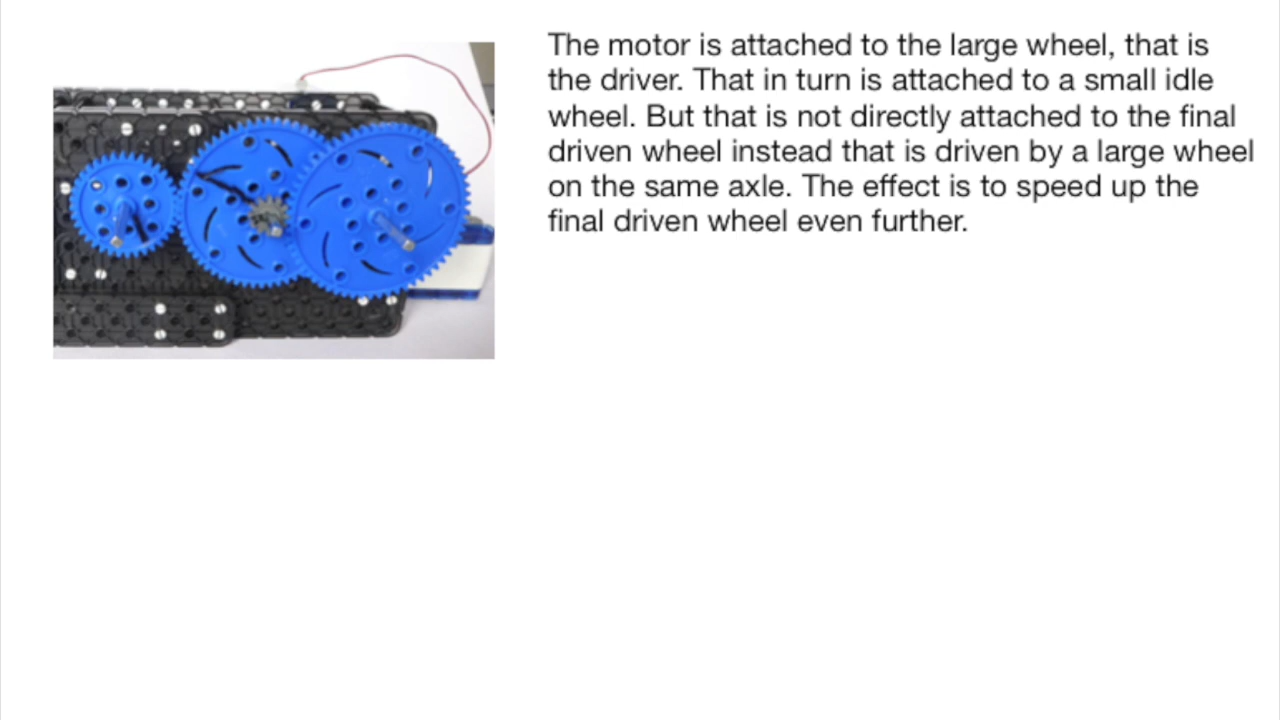 The motor is attached to the large wheel, that is
the driver. That in turn is attached to a small idle
wheel. But that is not directly attached to the final
driven wheel instead that is driven by a large wheel
on the same axle. The effect is to speed up the
final driven wheel even further.